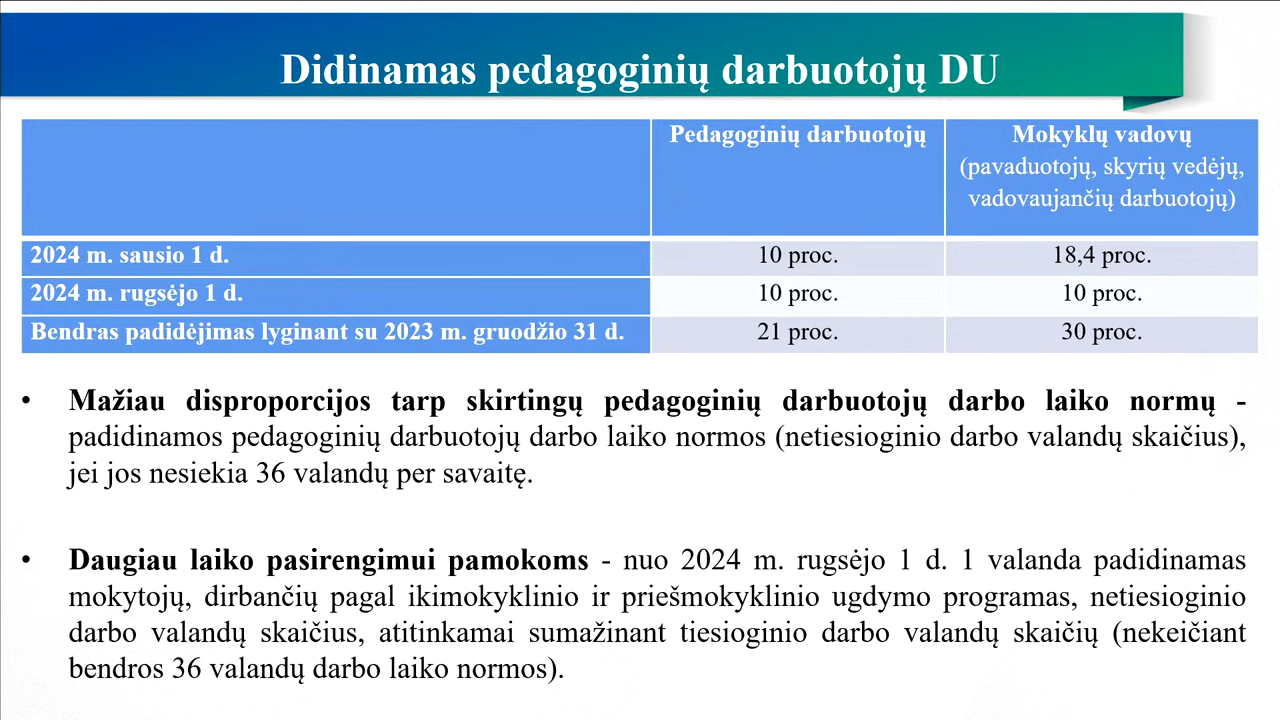 Didinamas pedagoginių darbuotojų DU
Pedagoginių darbuotojų
Mokyklų vadovų
(pavaduotojų, skyrių vedėjų,
vadovaujančių darbuotojų)
2024 m. sausio 1 d. 10 proc. 18,4 proc.
2024 m. rugsėjo 1 d. 10 proc. 10 proc.
Bendras padidėjimas lyginant su 2023 m. gruodžio 31 d. 21 proc. 30 proc.
• Mažiau disproporcijos tarp skirtingų pedagoginių darbuotojų darbo laiko normų -
padidinamos pedagoginių darbuotojų darbo laiko normos (netiesioginio darbo valandų skaičius),
jei jos nesiekia 36 valandų per savaitę.
• Daugiau laiko pasirengimui pamokoms - nuo 2024 m. rugsėjo 1 d. 1 valanda padidinamas
mokytojų, dirbančių pagal ikimokyklinio ir priešmokyklinio ugdymo programas, netiesioginio
darbo valandų skaičius, atitinkamai sumažinant tiesioginio darbo valandų skaičių (nekeičiant
bendros 36 valandų darbo laiko normos).